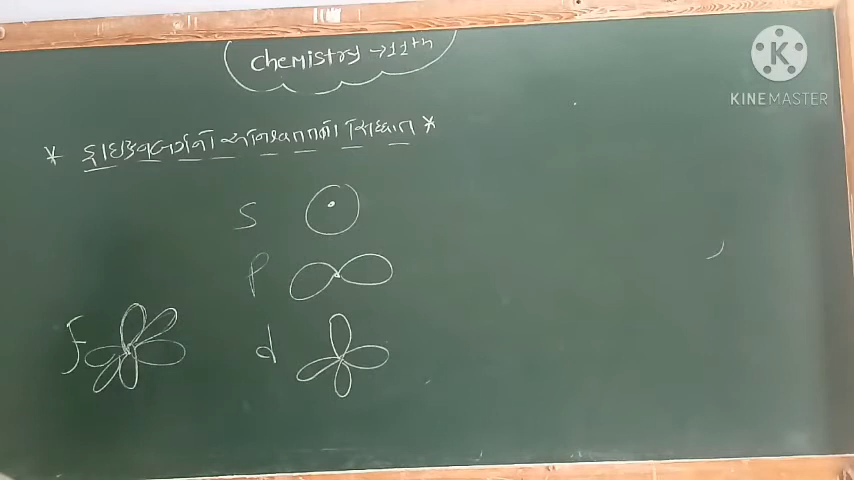 Chemistry → 11th
* હાઇઝનબર્ગનો અનિશ્ચિતતાનો સિદ્ધાંત *
S
P
F d
K
KINEMASTER